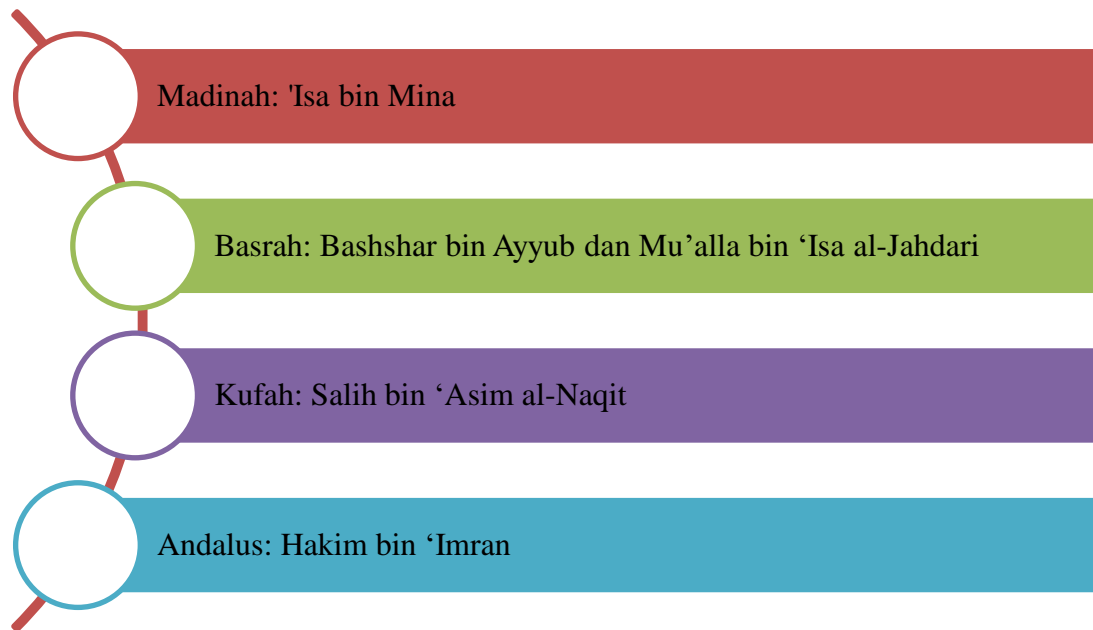 Madinah: 'Isa bin Mina
Basrah: Bashshar bin Ayyub dan Mu’alla bin ‘Isa al-Jahdari
Kufah: Salih bin ‘Asim al-Naqit
Andalus: Hakim bin ‘Imran